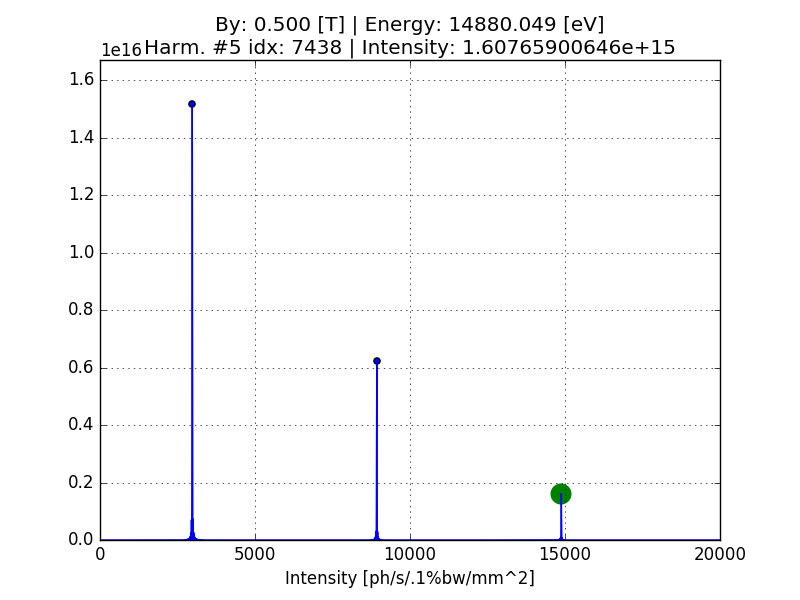 By: 0.500 [T] | Energy: 14880.049 [eV]
1e16 Harm. #5 idx: 7438 | Intensity: 1.60765900646e+15
1.6
1.4
1.2
1.0
0.8
0.6
0.4
0.2
0.0
0 5000 10000 15000 20000
Intensity [ph/s/.1%bw/mm^2]